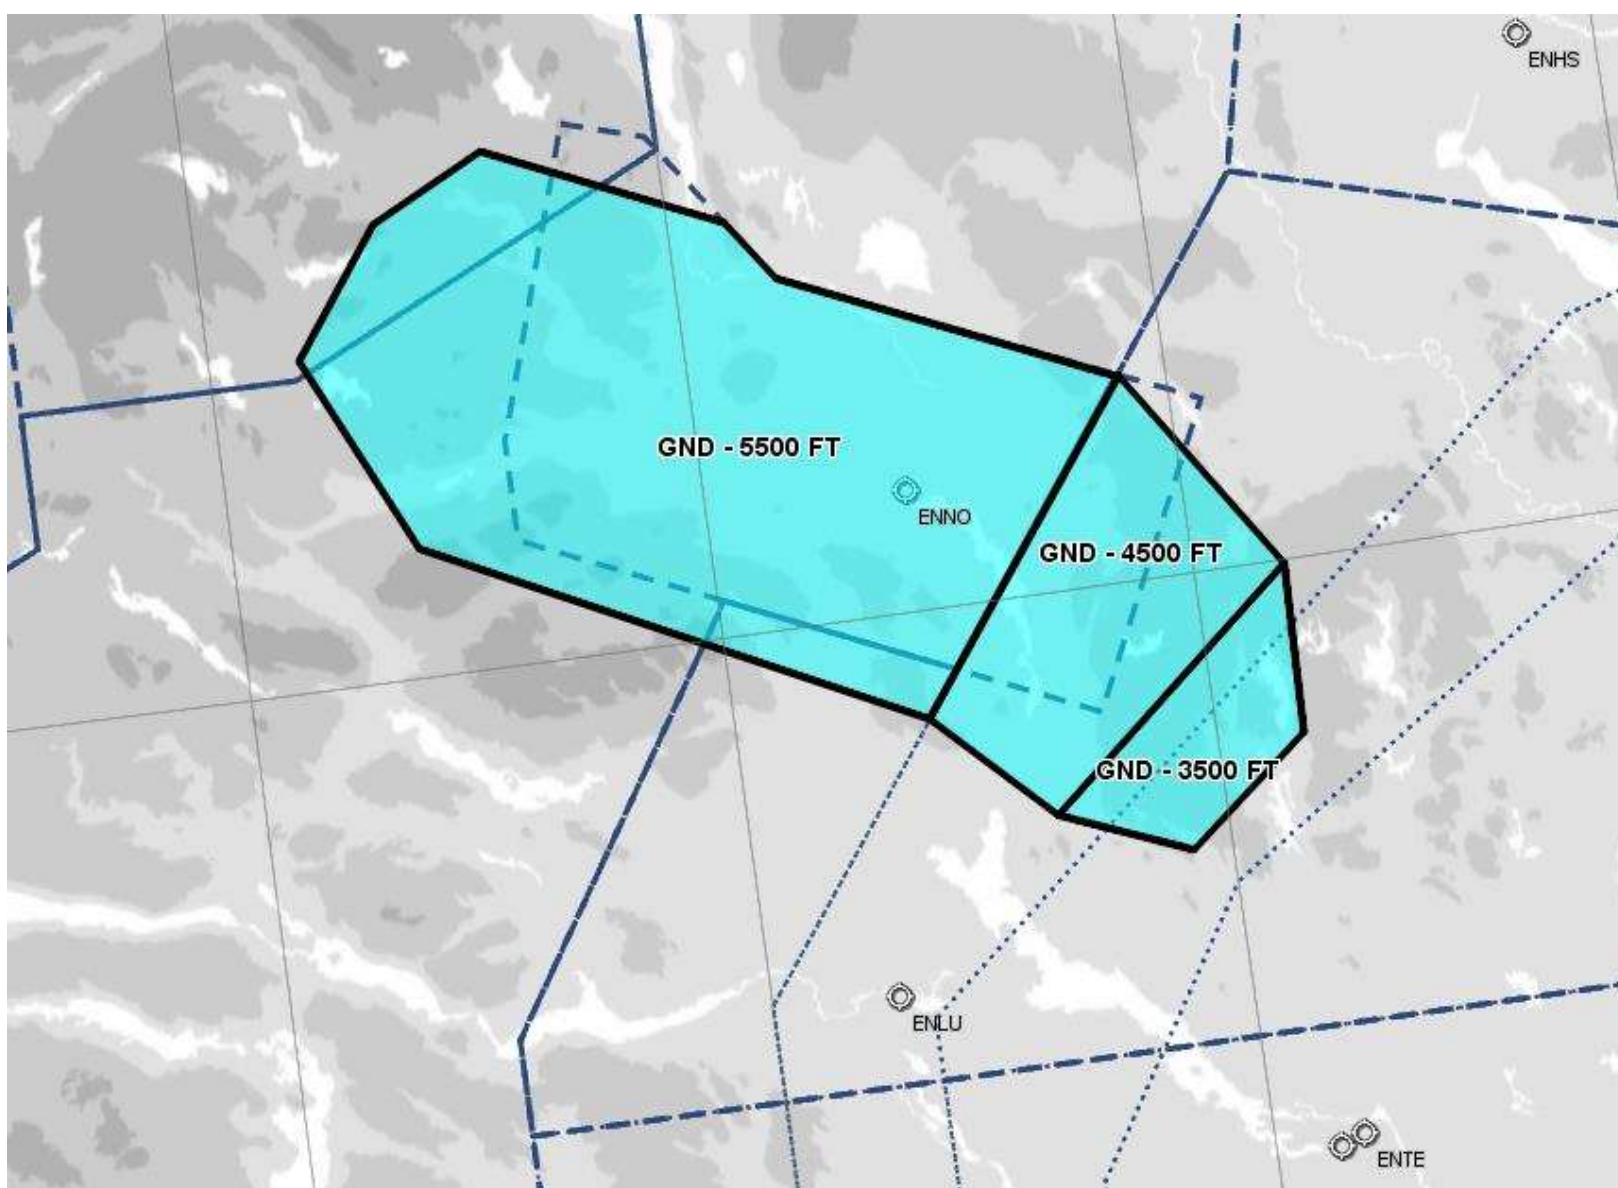 ENHS
GND - 5500 FT
ENNO
GND - 4500 FT
GND - 3500 FT
ENLU
ENTE